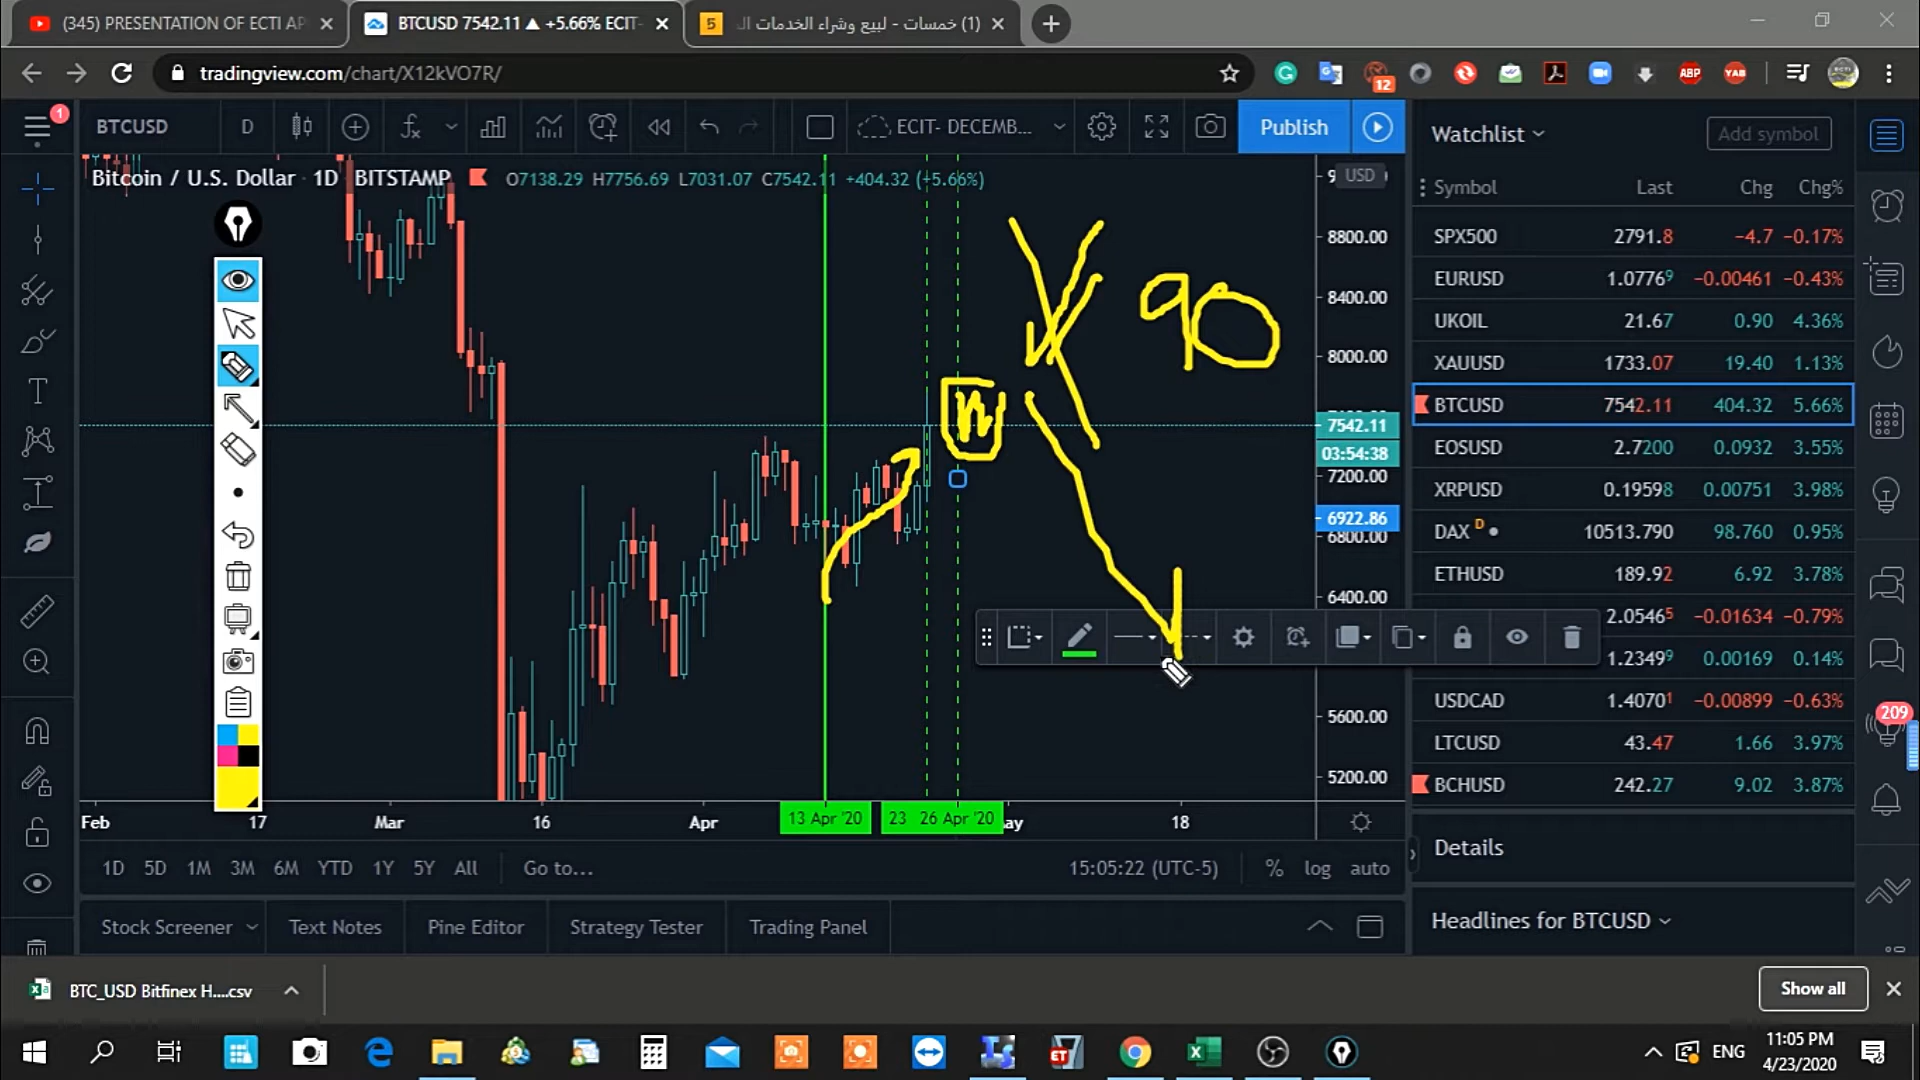 (345) PRESENTATION OF ECTI AP
BTCUSD 7542.11 ▲ +5.66% ECIT-
5
(1) خمسات - لبيع وشراء الخدمات ال
tradingview.com/chart/X12kVO7R/
12
ABP
YAB
1
BTCUSD
D
ECIT- DECEMB...
Publish
Watchlist
Add symbol
Bitcoin / U.S. Dollar · 1D · BITSTAMP
O7138.29 H7756.69 L7031.07 C7542.11 +404.32 (+5.66%)
USD
Symbol Last Chg Chg%
SPX500 2791.8 −4.7 −0.17%
EURUSD 1.07769 −0.00461 −0.43%
UKOIL 21.67 0.90 4.36%
XAUUSD 1733.07 19.40 1.13%
BTCUSD 7542.11 404.32 5.66%
EOSUSD 2.7200 0.0932 3.55%
XRPUSD 0.19598 0.00751 3.98%
DAX D 10513.790 98.760 0.95%
ETHUSD 189.92 6.92 3.78%
2.05465 −0.01634 −0.79%
1.23499 0.00169 0.14%
USDCAD 1.40701 −0.00899 −0.63%
LTCUSD 43.47 1.66 3.97%
BCHUSD 242.27 9.02 3.87%
90
8800.00
8400.00
8000.00
7542.11
03:54:38
7200.00
6922.86
6800.00
6400.00
5600.00
5200.00
209
Feb 17 Mar 16 Apr 13 Apr '20 23 26 Apr '20 ay 18
1D 5D 1M 3M 6M YTD 1Y 5Y All Go to...
15:05:22 (UTC-5) % log auto
Details
Stock Screener Text Notes Pine Editor Strategy Tester Trading Panel
Headlines for BTCUSD
BTC_USD Bitfinex H....csv
Show all
ET
ENG
11:05 PM
4/23/2020